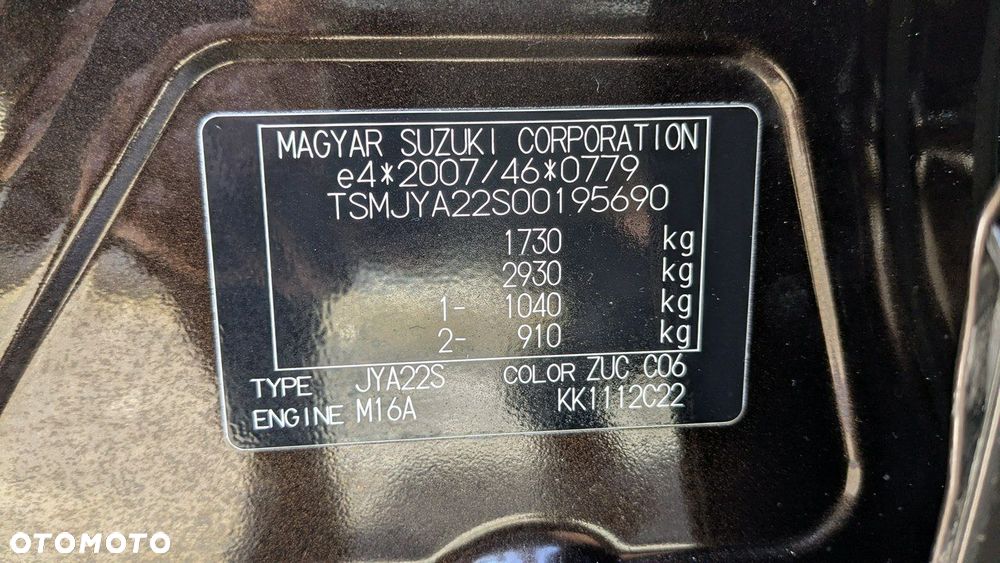 MAGYAR SUZUKI CORPORATION
e4*2007/46*0779
TSMJYA22S00195690
1730 kg
2930 kg
1- 1040 kg
2- 910 kg
TYPE JYA22S COLOR ZUC C06
ENGINE M16A KK1112C22
OTOMOTO